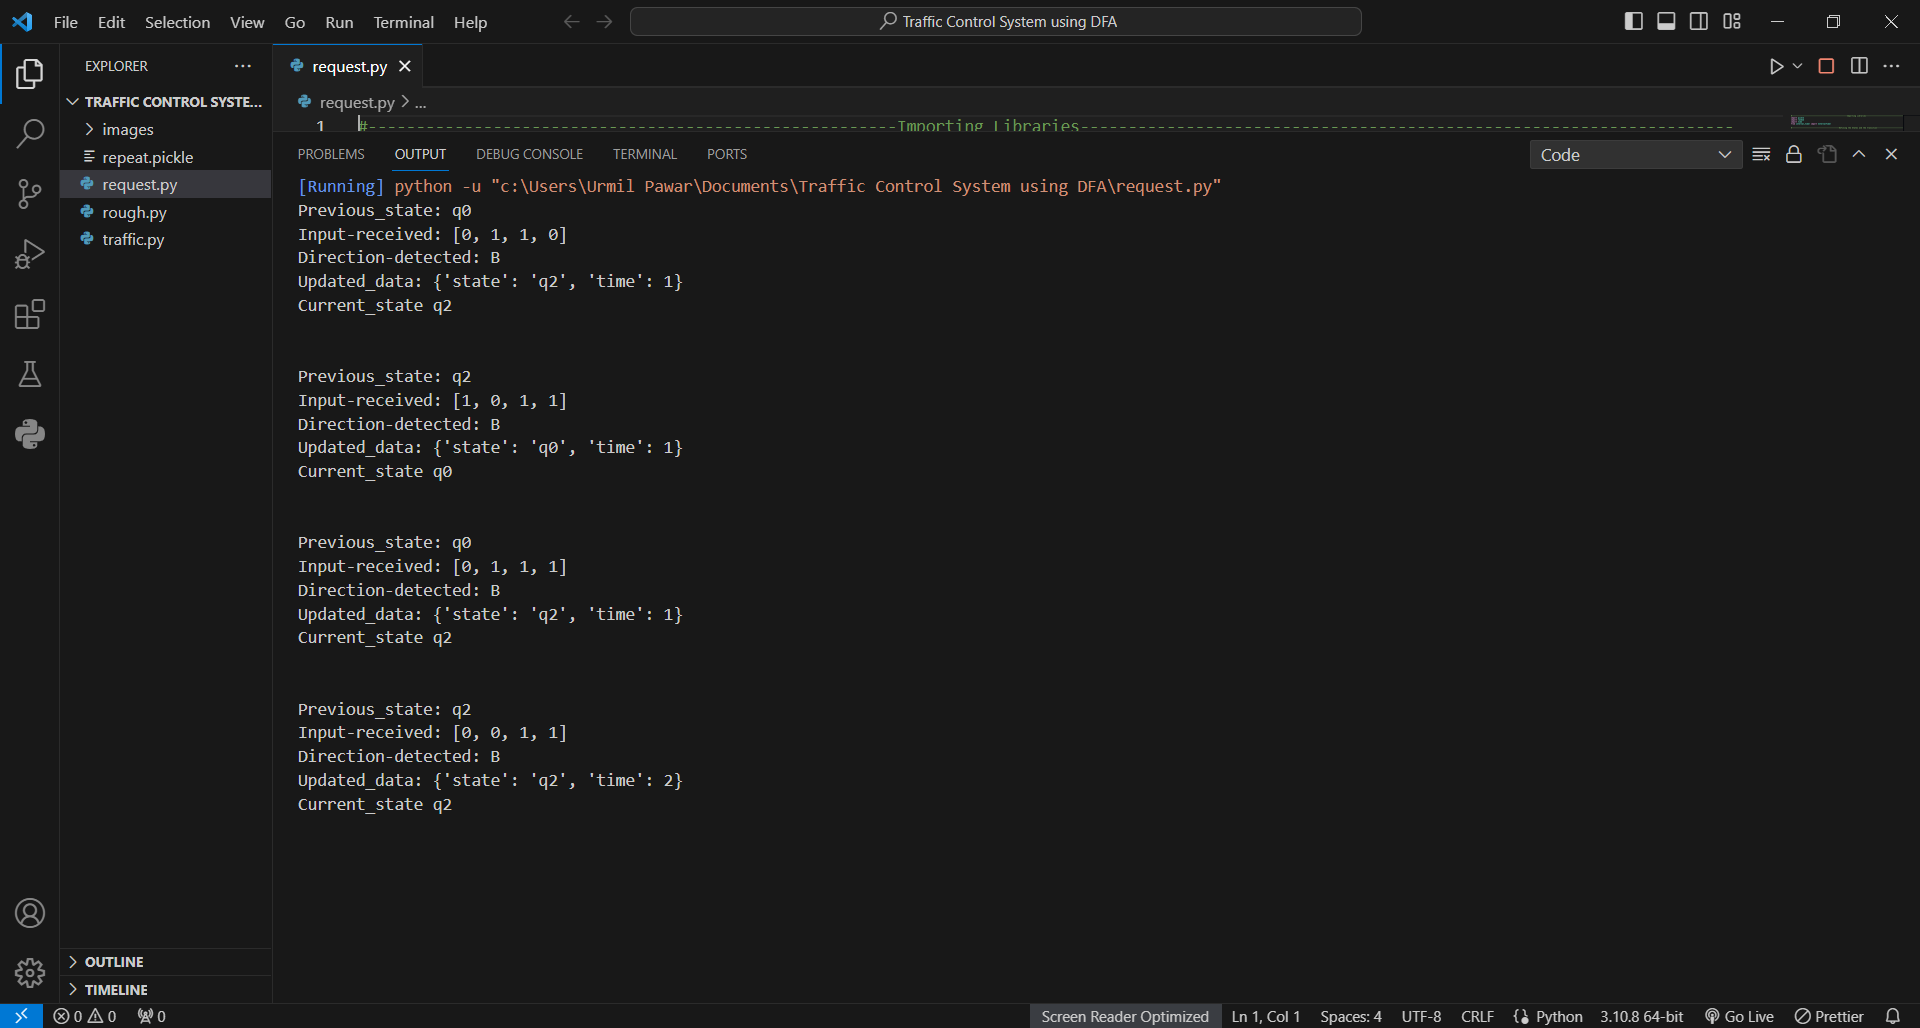 File Edit Selection View Go Run Terminal Help
Traffic Control System using DFA
EXPLORER
request.py
TRAFFIC CONTROL SYSTE...
images
repeat.pickle
request.py
rough.py
traffic.py
OUTLINE
TIMELINE
request.py > ...
1 #------------------------------------------------------Importing Libraries-------------------------------------------------------------------
PROBLEMS OUTPUT DEBUG CONSOLE TERMINAL PORTS
Code
[Running] python -u "c:\Users\Urmil Pawar\Documents\Traffic Control System using DFA\request.py"
Previous_state: q0
Input-received: [0, 1, 1, 0]
Direction-detected: B
Updated_data: {'state': 'q2', 'time': 1}
Current_state q2
Previous_state: q2
Input-received: [1, 0, 1, 1]
Direction-detected: B
Updated_data: {'state': 'q0', 'time': 1}
Current_state q0
Previous_state: q0
Input-received: [0, 1, 1, 1]
Direction-detected: B
Updated_data: {'state': 'q2', 'time': 1}
Current_state q2
Previous_state: q2
Input-received: [0, 0, 1, 1]
Direction-detected: B
Updated_data: {'state': 'q2', 'time': 2}
Current_state q2
0 0 0
Screen Reader Optimized Ln 1, Col 1 Spaces: 4 UTF-8 CRLF Python 3.10.8 64-bit Go Live Prettier